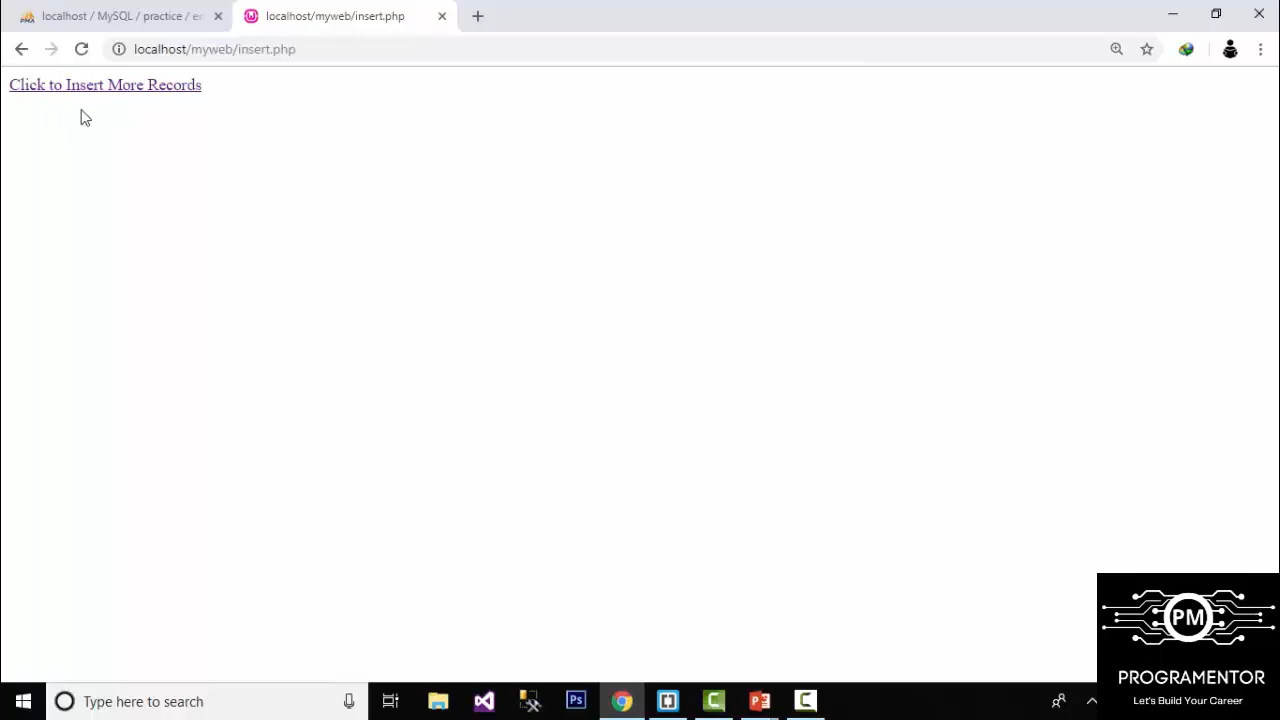 localhost / MySQL / practice / e
localhost/myweb/insert.php
localhost/myweb/insert.php
Click to Insert More Records
PM
PROGRAMENTOR
Let's Build Your Career
Type here to search
Ps